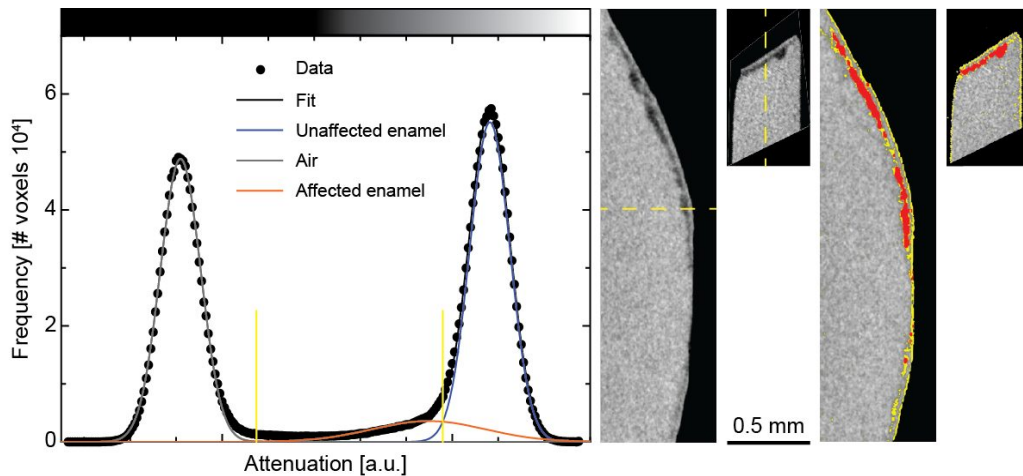 Data
Fit
Unaffected enamel
Air
Affected enamel
6
4
2
0
Frequency [# voxels 10⁴]
Attenuation [a.u.]
0.5 mm